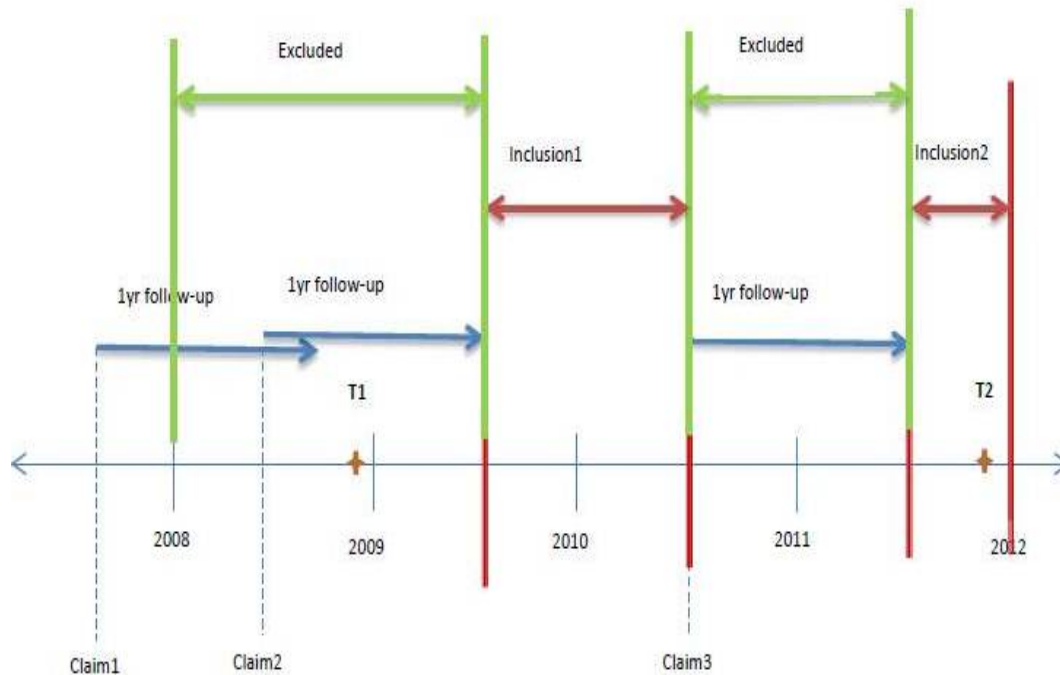 Excluded
Excluded
Inclusion1
Inclusion2
1yr follow-up
1yr follow-up
1yr follow-up
T1
T2
2008
2009
2010
2011
2012
Claim1
Claim2
Claim3